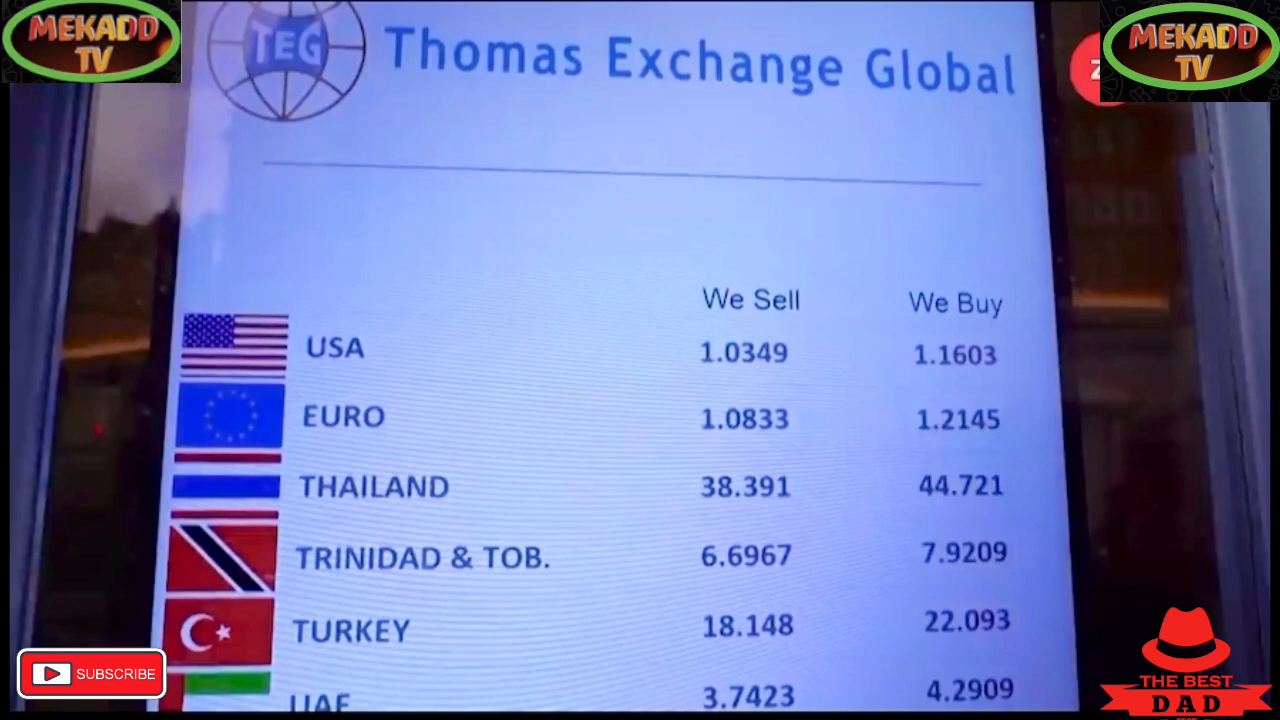 MEKADD
TV
TEG
Thomas Exchange Global
MEKADD
TV
We Sell We Buy
USA 1.0349 1.1603
EURO 1.0833 1.2145
THAILAND 38.391 44.721
TRINIDAD & TOB. 6.6967 7.9209
TURKEY 18.148 22.093
UAE 3.7423 4.2909
SUBSCRIBE
THE BEST
DAD